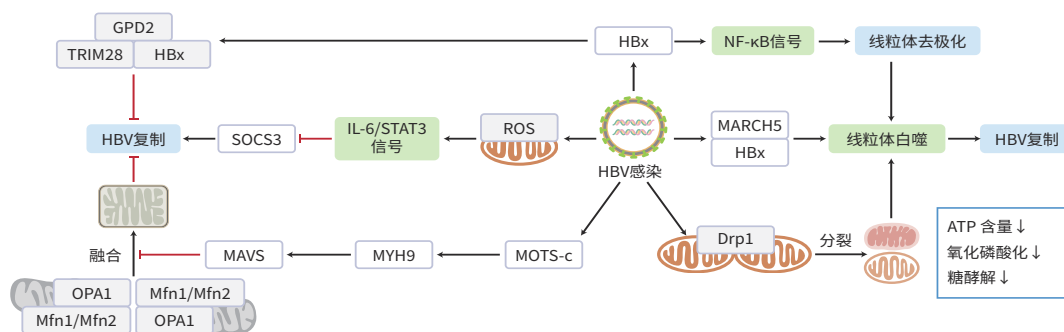 GPD2
TRIM28
HBx
HBx
NF-κB信号
线粒体去极化
HBV复制
SOCS3
IL-6/STAT3
信号
ROS
HBV感染
MARCH5
HBx
线粒体白噬
HBV复制
融合
MAVS
MYH9
MOTS-c
Drp1
分裂
ATP 含量↓
氧化磷酸化↓
糖酵解↓
OPA1
Mfn1/Mfn2
Mfn1/Mfn2
OPA1